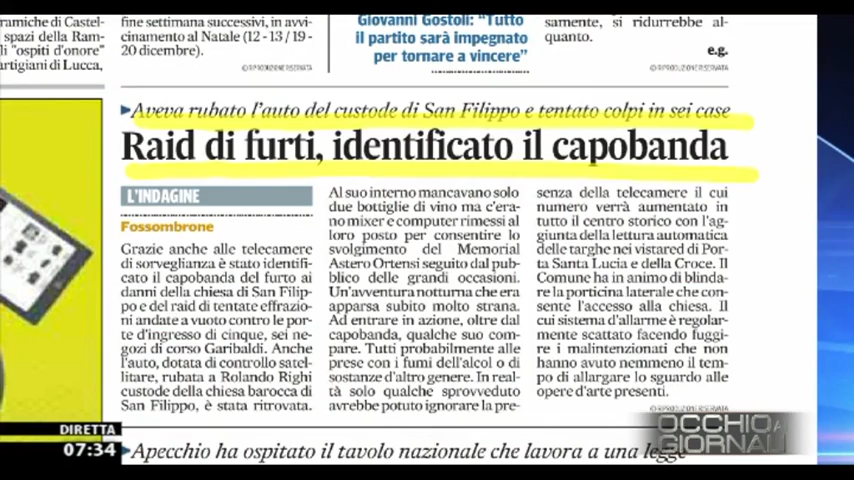 ramiche di Castel-
spazi della Ram-
li "ospiti d'onore"
artigiani di Lucca,
fine settimana successivi, in avvi-
cinamento al Natale (12 - 13 / 19 -
20 dicembre).
©RIPRODUZIONE RISERVATA
Giovanni Gostoli: “Tutto
il partito sarà impegnato
per tornare a vincere”
samente, si ridurrebbe al-
quanto.
e.g.
©RIPRODUZIONE RISERVATA
Aveva rubato l'auto del custode di San Filippo e tentato colpi in sei case
Raid di furti, identificato il capobanda
L'INDAGINE
Fossombrone
Grazie anche alle telecamere
di sorveglianza è stato identifi-
cato il capobanda del furto ai
danni della chiesa di San Filip-
po e del raid di tentate effrazio-
ni andate a vuoto contro le por-
te d'ingresso di cinque, sei ne-
gozi di corso Garibaldi. Anche
l'auto, dotata di controllo satel-
litare, rubata a Rolando Righi
custode della chiesa barocca di
San Filippo, è stata ritrovata.
Al suo interno mancavano solo
due bottiglie di vino ma c'era-
no mixer e computer rimessi al
loro posto per consentire lo
svolgimento del Memorial
Astero Ortensi seguito dal pub-
blico delle grandi occasioni.
Un'avventura notturna che era
apparsa subito molto strana.
Ad entrare in azione, oltre dal
capobanda, qualche suo com-
pare. Tutti probabilmente alle
prese con i fumi dell'alcol o di
sostanze d'altro genere. In real-
tà solo qualche sprovveduto
avrebbe potuto ignorare la pre-
senza della telecamere il cui
numero verrà aumentato in
tutto il centro storico con l'ag-
giunta della lettura automatica
delle targhe nei vistared di Por-
ta Santa Lucia e della Croce. Il
Comune ha in animo di blinda-
re la porticina laterale che con-
sente l'accesso alla chiesa. Il
cui sistema d'allarme è regolar-
mente scattato facendo fuggi-
re i malintenzionati che non
hanno avuto nemmeno il tem-
po di allargare lo sguardo alle
opere d'arte presenti.
©RIPRODUZIONE RISERVATA
Apecchio ha ospitato il tavolo nazionale che lavora a una legge
DIRETTA
07:34
OCCHIO AI
GIORNALI